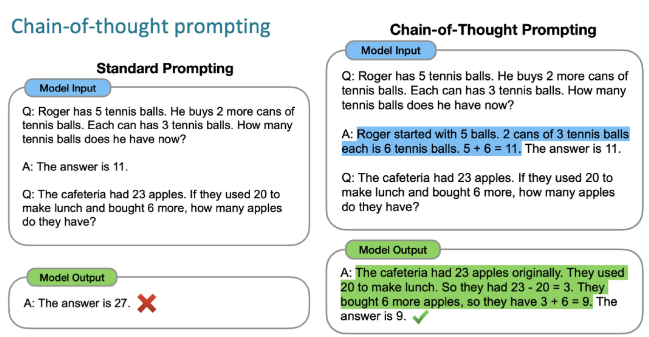 Chain-of-thought prompting
Standard Prompting
Model Input
Q: Roger has 5 tennis balls. He buys 2 more cans of
tennis balls. Each can has 3 tennis balls. How many
tennis balls does he have now?
A: The answer is 11.
Q: The cafeteria had 23 apples. If they used 20 to
make lunch and bought 6 more, how many apples
do they have?
Model Output
A: The answer is 27.
Chain-of-Thought Prompting
Model Input
Q: Roger has 5 tennis balls. He buys 2 more cans of
tennis balls. Each can has 3 tennis balls. How many
tennis balls does he have now?
A: Roger started with 5 balls. 2 cans of 3 tennis balls
each is 6 tennis balls. 5 + 6 = 11. The answer is 11.
Q: The cafeteria had 23 apples. If they used 20 to
make lunch and bought 6 more, how many apples
do they have?
Model Output
A: The cafeteria had 23 apples originally. They used
20 to make lunch. So they had 23 - 20 = 3. They
bought 6 more apples, so they have 3 + 6 = 9. The
answer is 9.